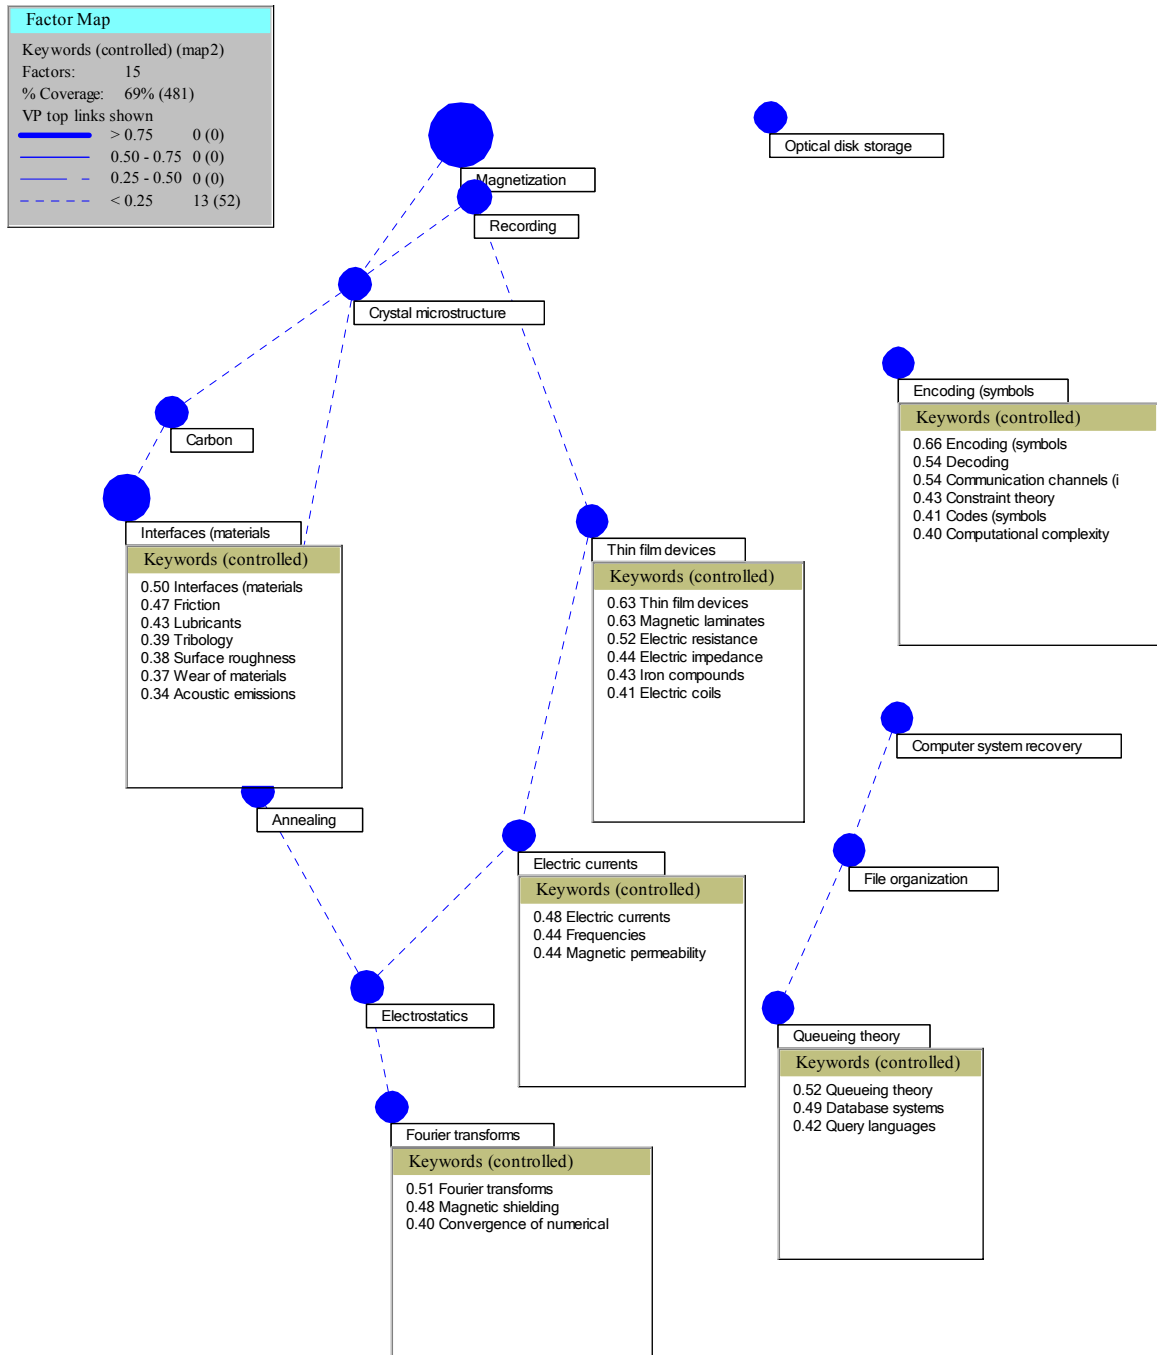 Factor Map
Keywords (controlled) (map2)
Factors: 15
% Coverage: 69% (481)
VP top links shown
> 0.75 0 (0)
0.50 - 0.75 0 (0)
0.25 - 0.50 0 (0)
< 0.25 13 (52)
Optical disk storage
Magnetization
Recording
Crystal microstructure
Encoding (symbols
Keywords (controlled)
0.66 Encoding (symbols
0.54 Decoding
0.54 Communication channels (i
0.43 Constraint theory
0.41 Codes (symbols
0.40 Computational complexity
Carbon
Interfaces (materials
Keywords (controlled)
0.50 Interfaces (materials
0.47 Friction
0.43 Lubricants
0.39 Tribology
0.38 Surface roughness
0.37 Wear of materials
0.34 Acoustic emissions
Thin film devices
Keywords (controlled)
0.63 Thin film devices
0.63 Magnetic laminates
0.52 Electric resistance
0.44 Electric impedance
0.43 Iron compounds
0.41 Electric coils
Computer system recovery
Annealing
Electric currents
Keywords (controlled)
0.48 Electric currents
0.44 Frequencies
0.44 Magnetic permeability
File organization
Electrostatics
Queueing theory
Keywords (controlled)
0.52 Queueing theory
0.49 Database systems
0.42 Query languages
Fourier transforms
Keywords (controlled)
0.51 Fourier transforms
0.48 Magnetic shielding
0.40 Convergence of numerical